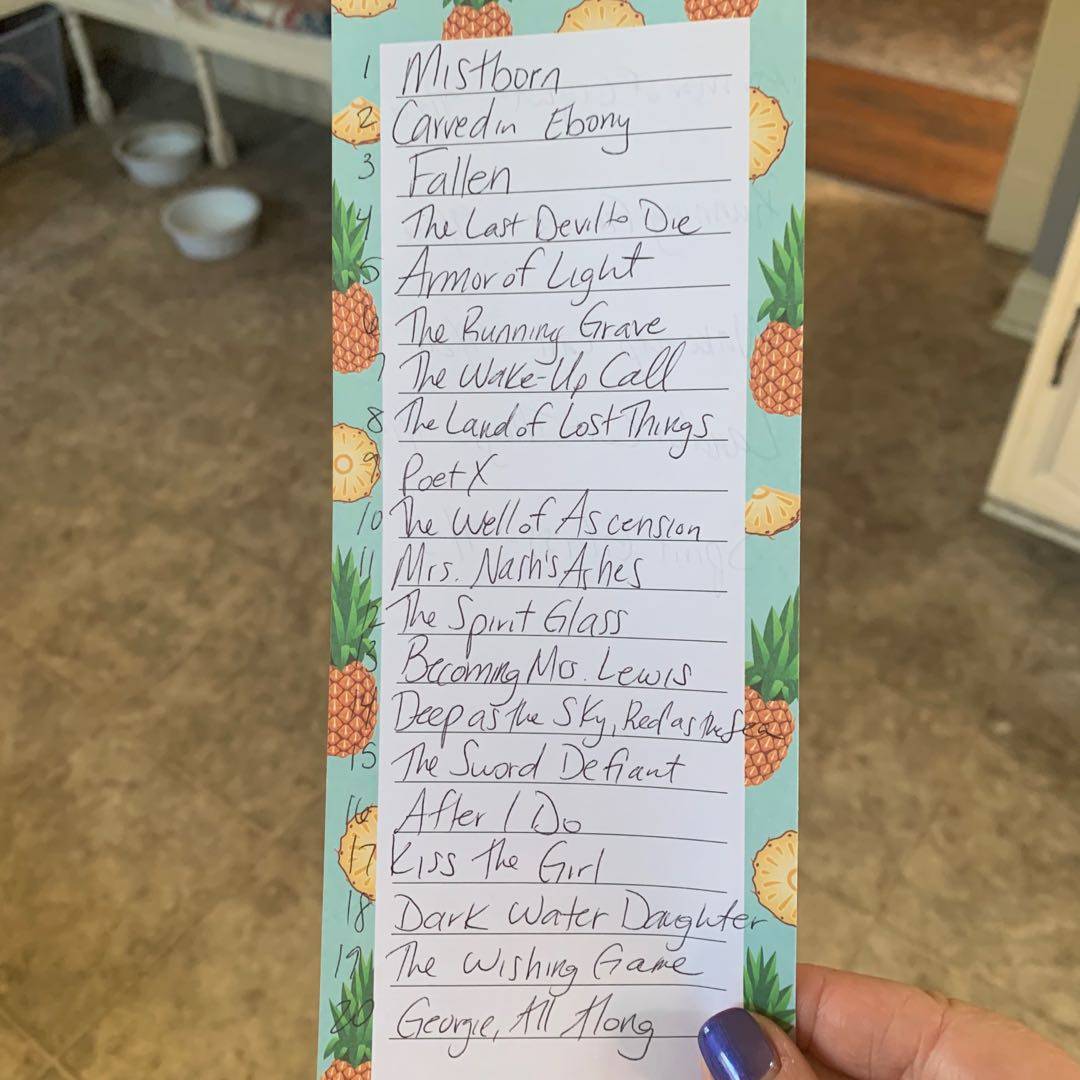 1 Mistborn
2 Carved in Ebony
3 Fallen
4 The Last Devil to Die
5 Armor of Light
6 The Running Grave
7 The Wake-Up Call
8 The Land of Lost Things
9 Poet X
10 The Well of Ascension
11 Mrs. Nash's Ashes
12 The Spirit Glass
13 Becoming Mrs. Lewis
14 Deep as the Sky, Red as the Sea
15 The Sword Defiant
16 After I Do
17 Kiss the Girl
18 Dark Water Daughter
19 The Wishing Game
20 Georgie, All Along